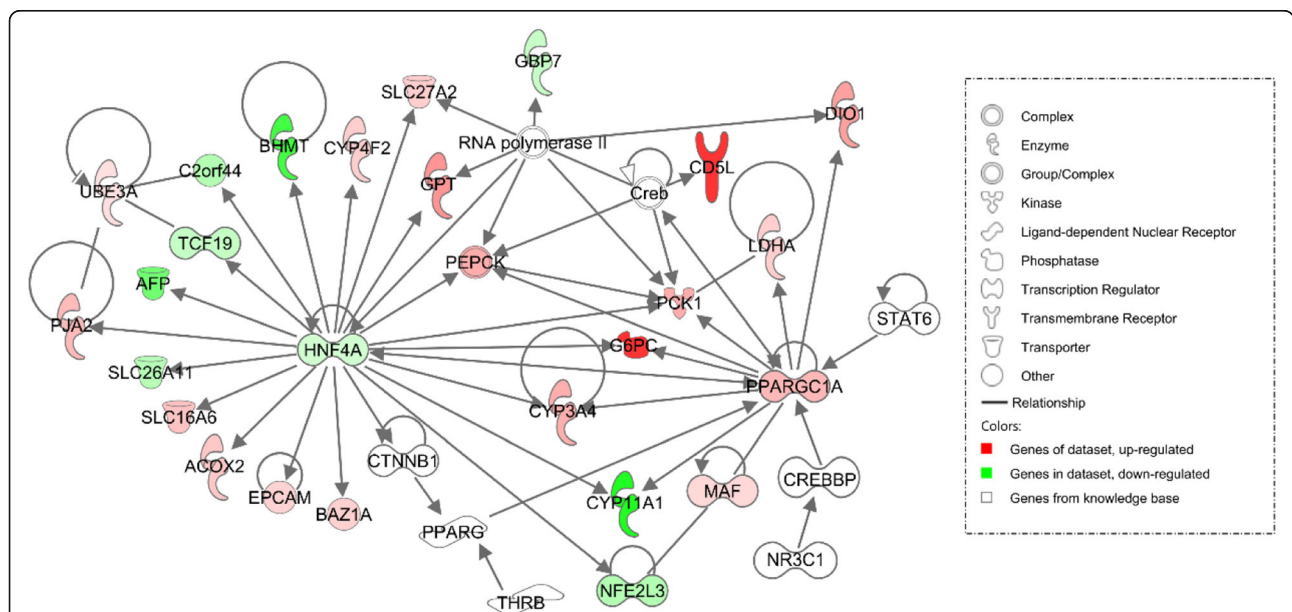 GBP7
SLC27A2
DIO1
BHMT
CYP4F2
RNA polymerase II
CD5L
C2orf44
UBE3A
GPT
Creb
TCF19
LDHA
PEPCK
AFP
PCK1
PJA2
STAT6
HNF4A
G6PC
SLC26A11
PPARGC1A
CYP3A4
SLC16A6
CTNNB1
ACOX2
CREBBP
EPCAM
MAF
BAZ1A
CYP11A1
PPARG
NR3C1
NFE2L3
THRB
Complex
Enzyme
Group/Complex
Kinase
Ligand-dependent Nuclear Receptor
Phosphatase
Transcription Regulator
Transmembrane Receptor
Transporter
Other
Relationship
Colors:
Genes of dataset, up-regulated
Genes in dataset, down-regulated
Genes from knowledge base